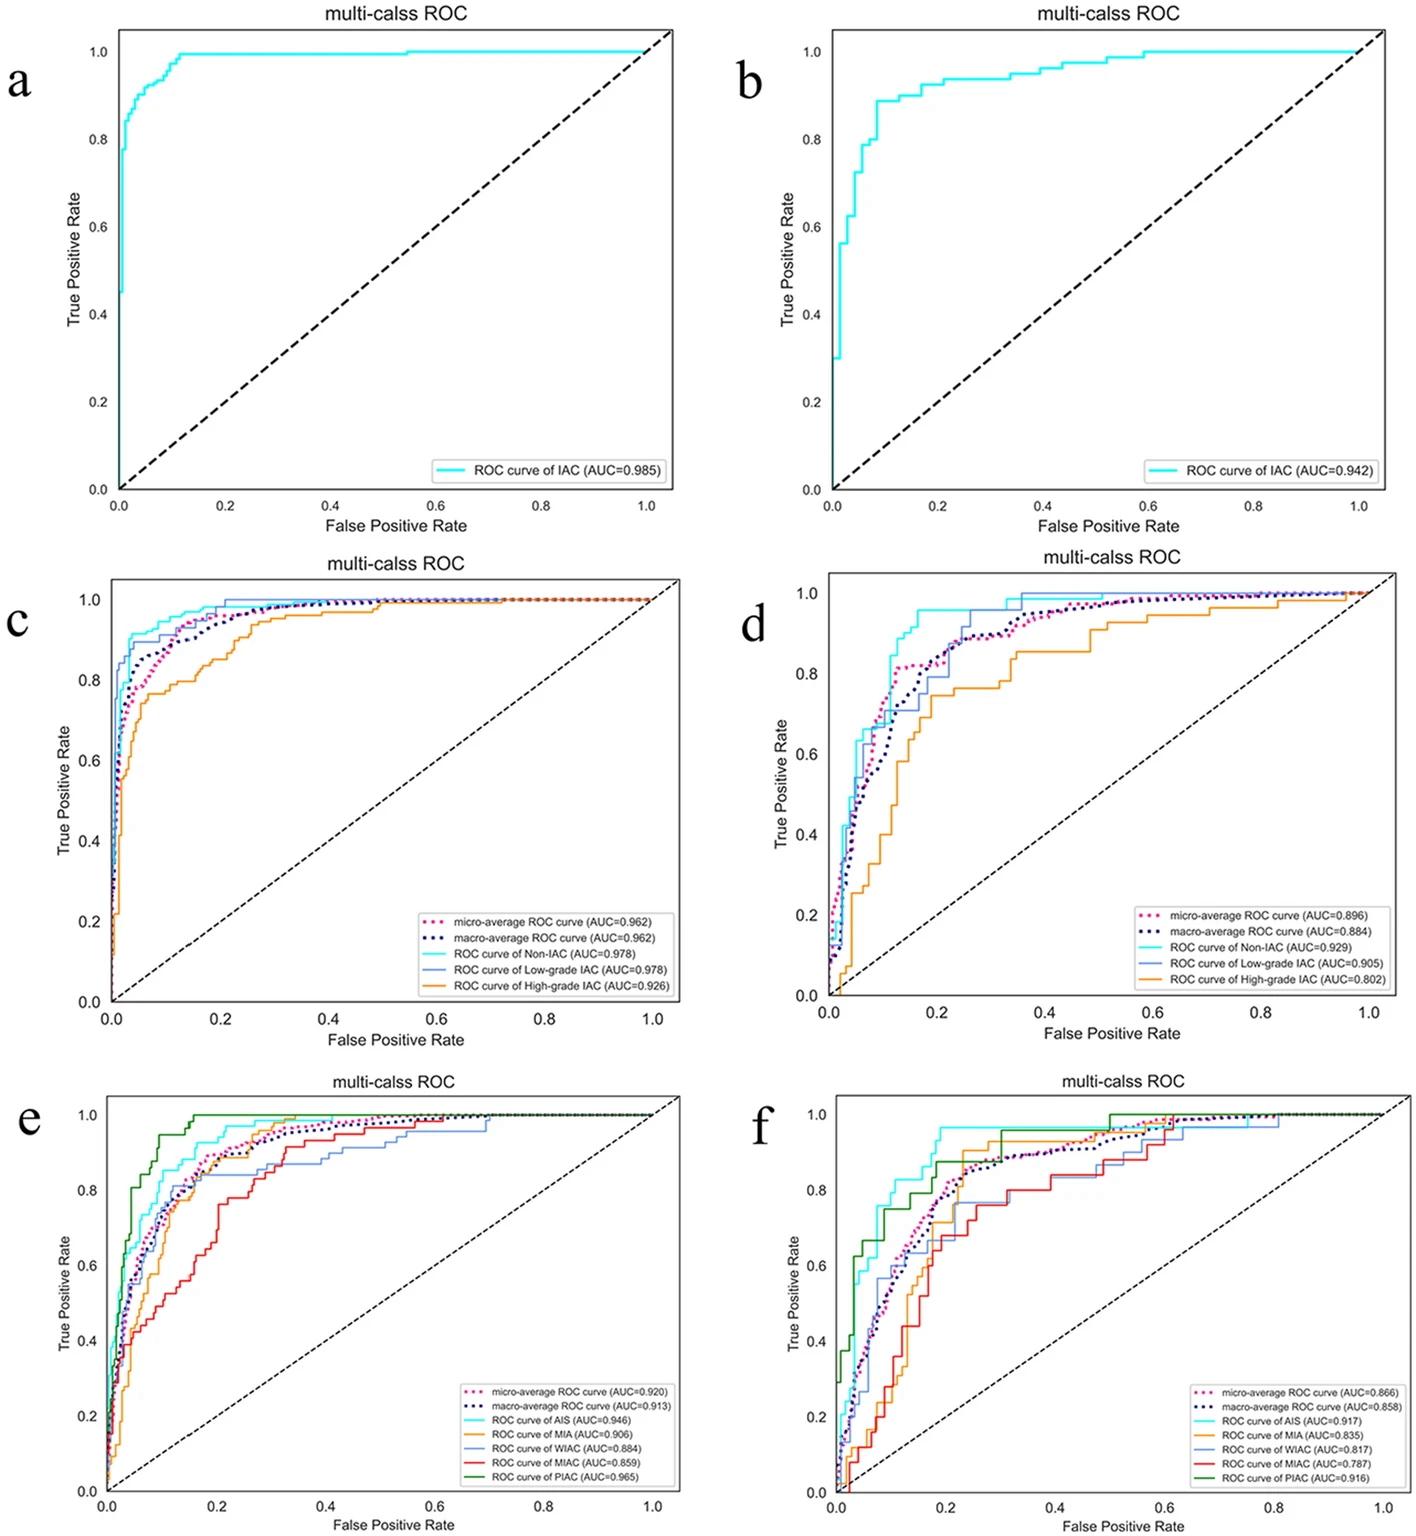 a
multi-calss ROC
1.0
0.8
0.6
0.4
0.2
0.0
True Positive Rate
ROC curve of IAC (AUC=0.985)
0.0 0.2 0.4 0.6 0.8 1.0
False Positive Rate
b
multi-calss ROC
1.0
0.8
0.6
0.4
0.2
0.0
True Positive Rate
ROC curve of IAC (AUC=0.942)
0.0 0.2 0.4 0.6 0.8 1.0
False Positive Rate
c
multi-calss ROC
1.0
0.8
0.6
0.4
0.2
0.0
True Positive Rate
micro-average ROC curve (AUC=0.962)
macro-average ROC curve (AUC=0.962)
ROC curve of Non-IAC (AUC=0.978)
ROC curve of Low-grade IAC (AUC=0.978)
ROC curve of High-grade IAC (AUC=0.926)
0.0 0.2 0.4 0.6 0.8 1.0
False Positive Rate
d
multi-calss ROC
1.0
0.8
0.6
0.4
0.2
0.0
True Positive Rate
micro-average ROC curve (AUC=0.896)
macro-average ROC curve (AUC=0.884)
ROC curve of Non-IAC (AUC=0.929)
ROC curve of Low-grade IAC (AUC=0.905)
ROC curve of High-grade IAC (AUC=0.802)
0.0 0.2 0.4 0.6 0.8 1.0
False Positive Rate
e
multi-calss ROC
1.0
0.8
0.6
0.4
0.2
0.0
True Positive Rate
micro-average ROC curve (AUC=0.920)
macro-average ROC curve (AUC=0.913)
ROC curve of AIS (AUC=0.946)
ROC curve of MIA (AUC=0.906)
ROC curve of WIAC (AUC=0.884)
ROC curve of MIAC (AUC=0.859)
ROC curve of PIAC (AUC=0.965)
0.0 0.2 0.4 0.6 0.8 1.0
False Positive Rate
f
multi-calss ROC
1.0
0.8
0.6
0.4
0.2
0.0
True Positive Rate
micro-average ROC curve (AUC=0.866)
macro-average ROC curve (AUC=0.858)
ROC curve of AIS (AUC=0.917)
ROC curve of MIA (AUC=0.835)
ROC curve of WIAC (AUC=0.817)
ROC curve of MIAC (AUC=0.787)
ROC curve of PIAC (AUC=0.916)
0.0 0.2 0.4 0.6 0.8 1.0
False Positive Rate